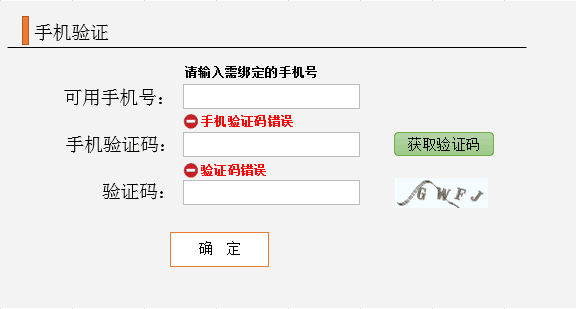 手机验证
请输入需绑定的手机号
可用手机号：
手机验证码错误
手机验证码： 获取验证码
验证码错误
验证码： GWFJ
确 定